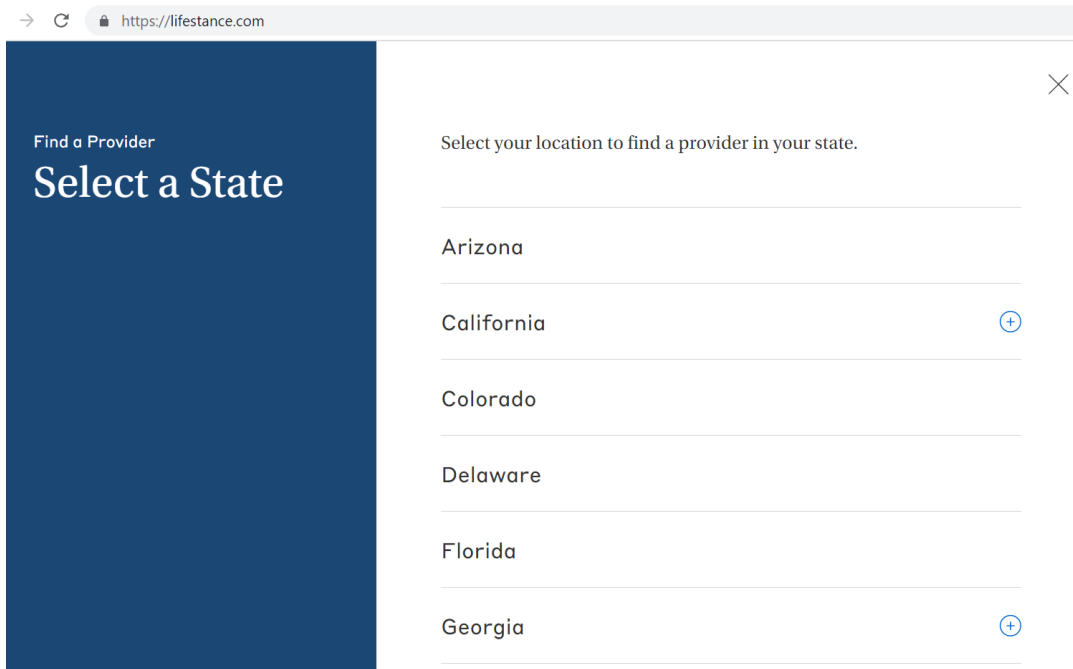 https://lifestance.com
Find a Provider
Select a State
Select your location to find a provider in your state.
Arizona
California
Colorado
Delaware
Florida
Georgia